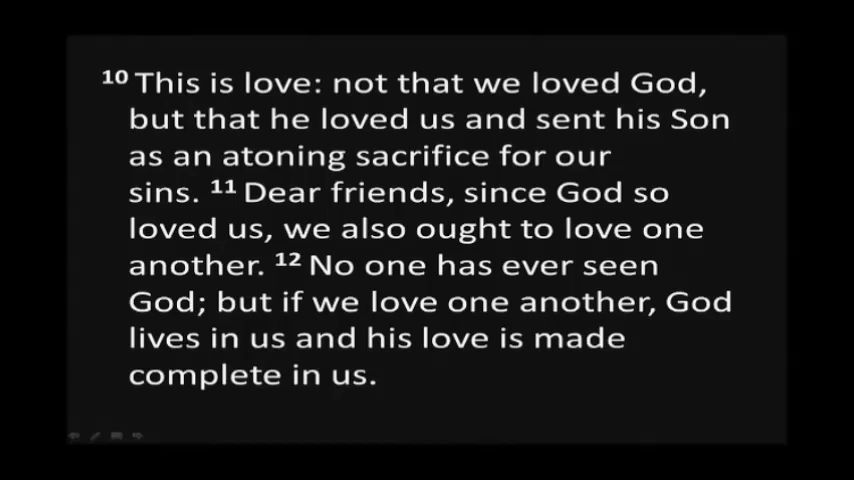 10 This is love: not that we loved God,
but that he loved us and sent his Son
as an atoning sacrifice for our
sins. 11 Dear friends, since God so
loved us, we also ought to love one
another. 12 No one has ever seen
God; but if we love one another, God
lives in us and his love is made
complete in us.